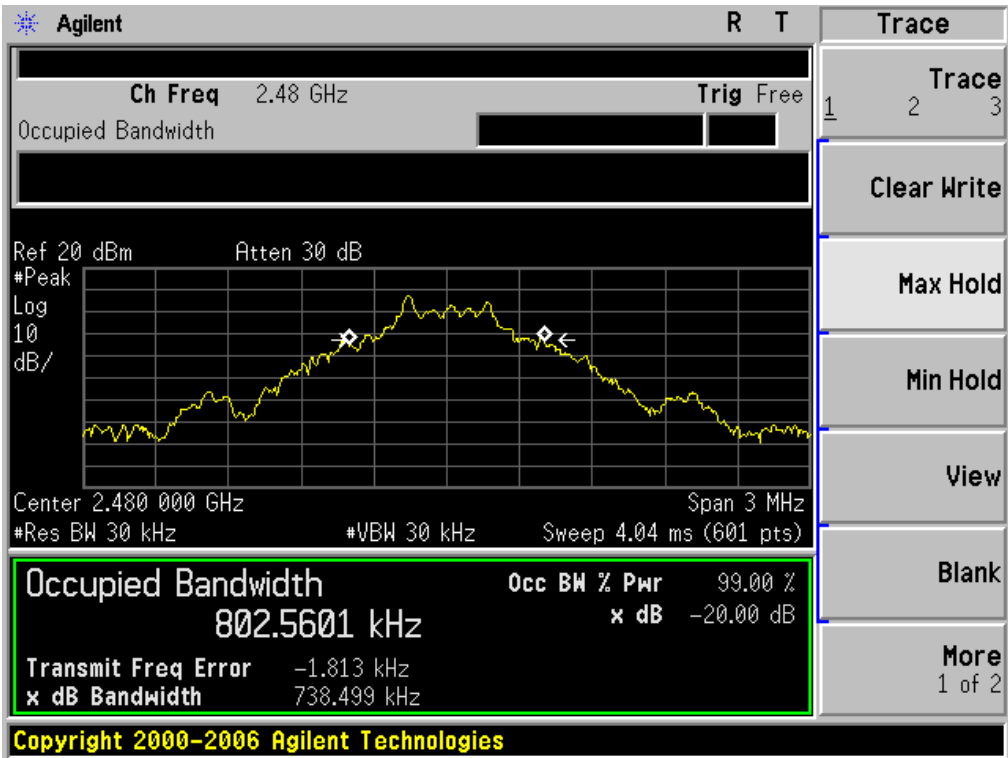 Agilent R T Trace
Ch Freq 2.48 GHz Trig Free
Occupied Bandwidth
Ref 20 dBm Atten 30 dB
#Peak
Log
10
dB/
Center 2.480 000 GHz Span 3 MHz
#Res BW 30 kHz #VBW 30 kHz Sweep 4.04 ms (601 pts)
Occupied Bandwidth
802.5601 kHz
Occ BW % Pwr 99.00 %
x dB -20.00 dB
Transmit Freq Error -1.813 kHz
x dB Bandwidth 738.499 kHz
Copyright 2000-2006 Agilent Technologies
Trace
1 2 3
Clear Write
Max Hold
Min Hold
View
Blank
More
1 of 2